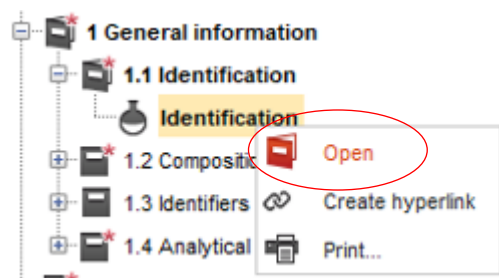 1 General information
1.1 Identification
Identification
1.2 Compositio
Open
1.3 Identifiers
Create hyperlink
1.4 Analytical
Print...